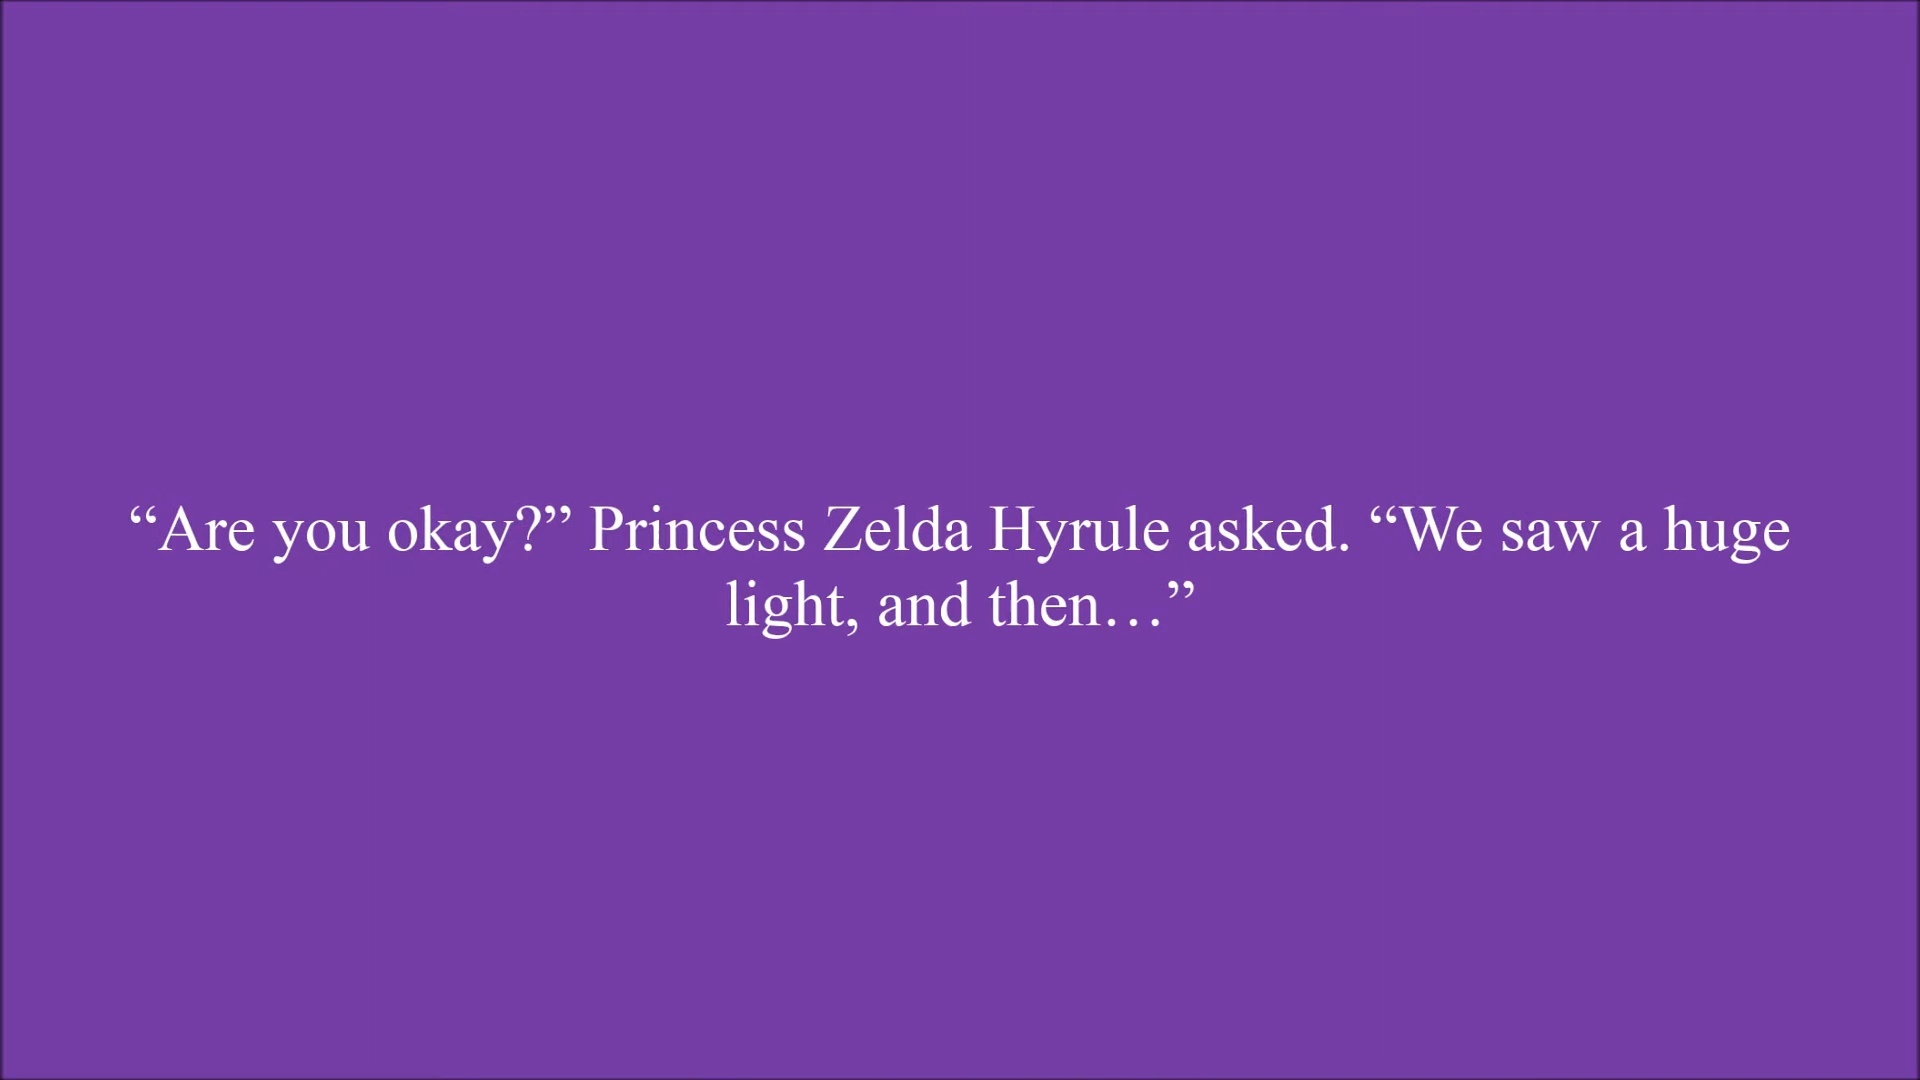 “Are you okay?” Princess Zelda Hyrule asked. “We saw a huge
light, and then…”